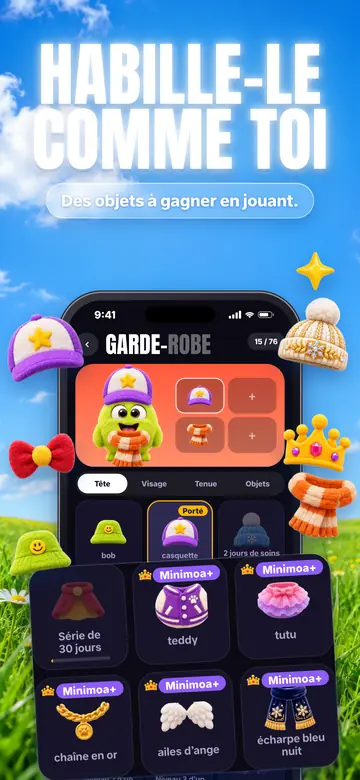 HABILLE-LE
COMME TOI
Des objets à gagner en jouant.
9:41
GARDE-ROBE
15 / 76
Tête
Visage
Tenue
Objets
Porté
bob
casquette
2 jours de soins
Série de
30 jours
Minimoa+
teddy
Minimoa+
tutu
Minimoa+
chaîne en or
Minimoa+
ailes d'ange
Minimoa+
écharpe bleu
nuit